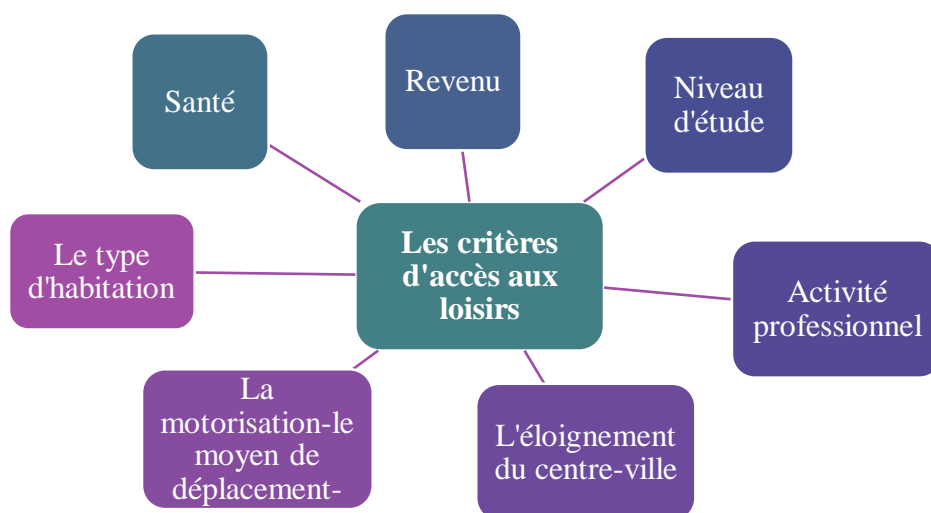 Santé
Revenu
Niveau
d'étude
Le type
d'habitation
Les critères
d'accès aux
loisirs
Activité
professionnel
La
motorisation-le
moyen de
déplacement-
L'éloignement
du centre-ville